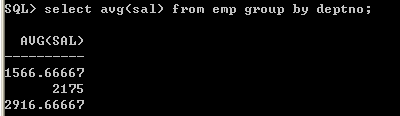 SQL> select avg(sal) from emp group by deptno;
AVG(SAL)
----------
1566.66667
2175
2916.66667